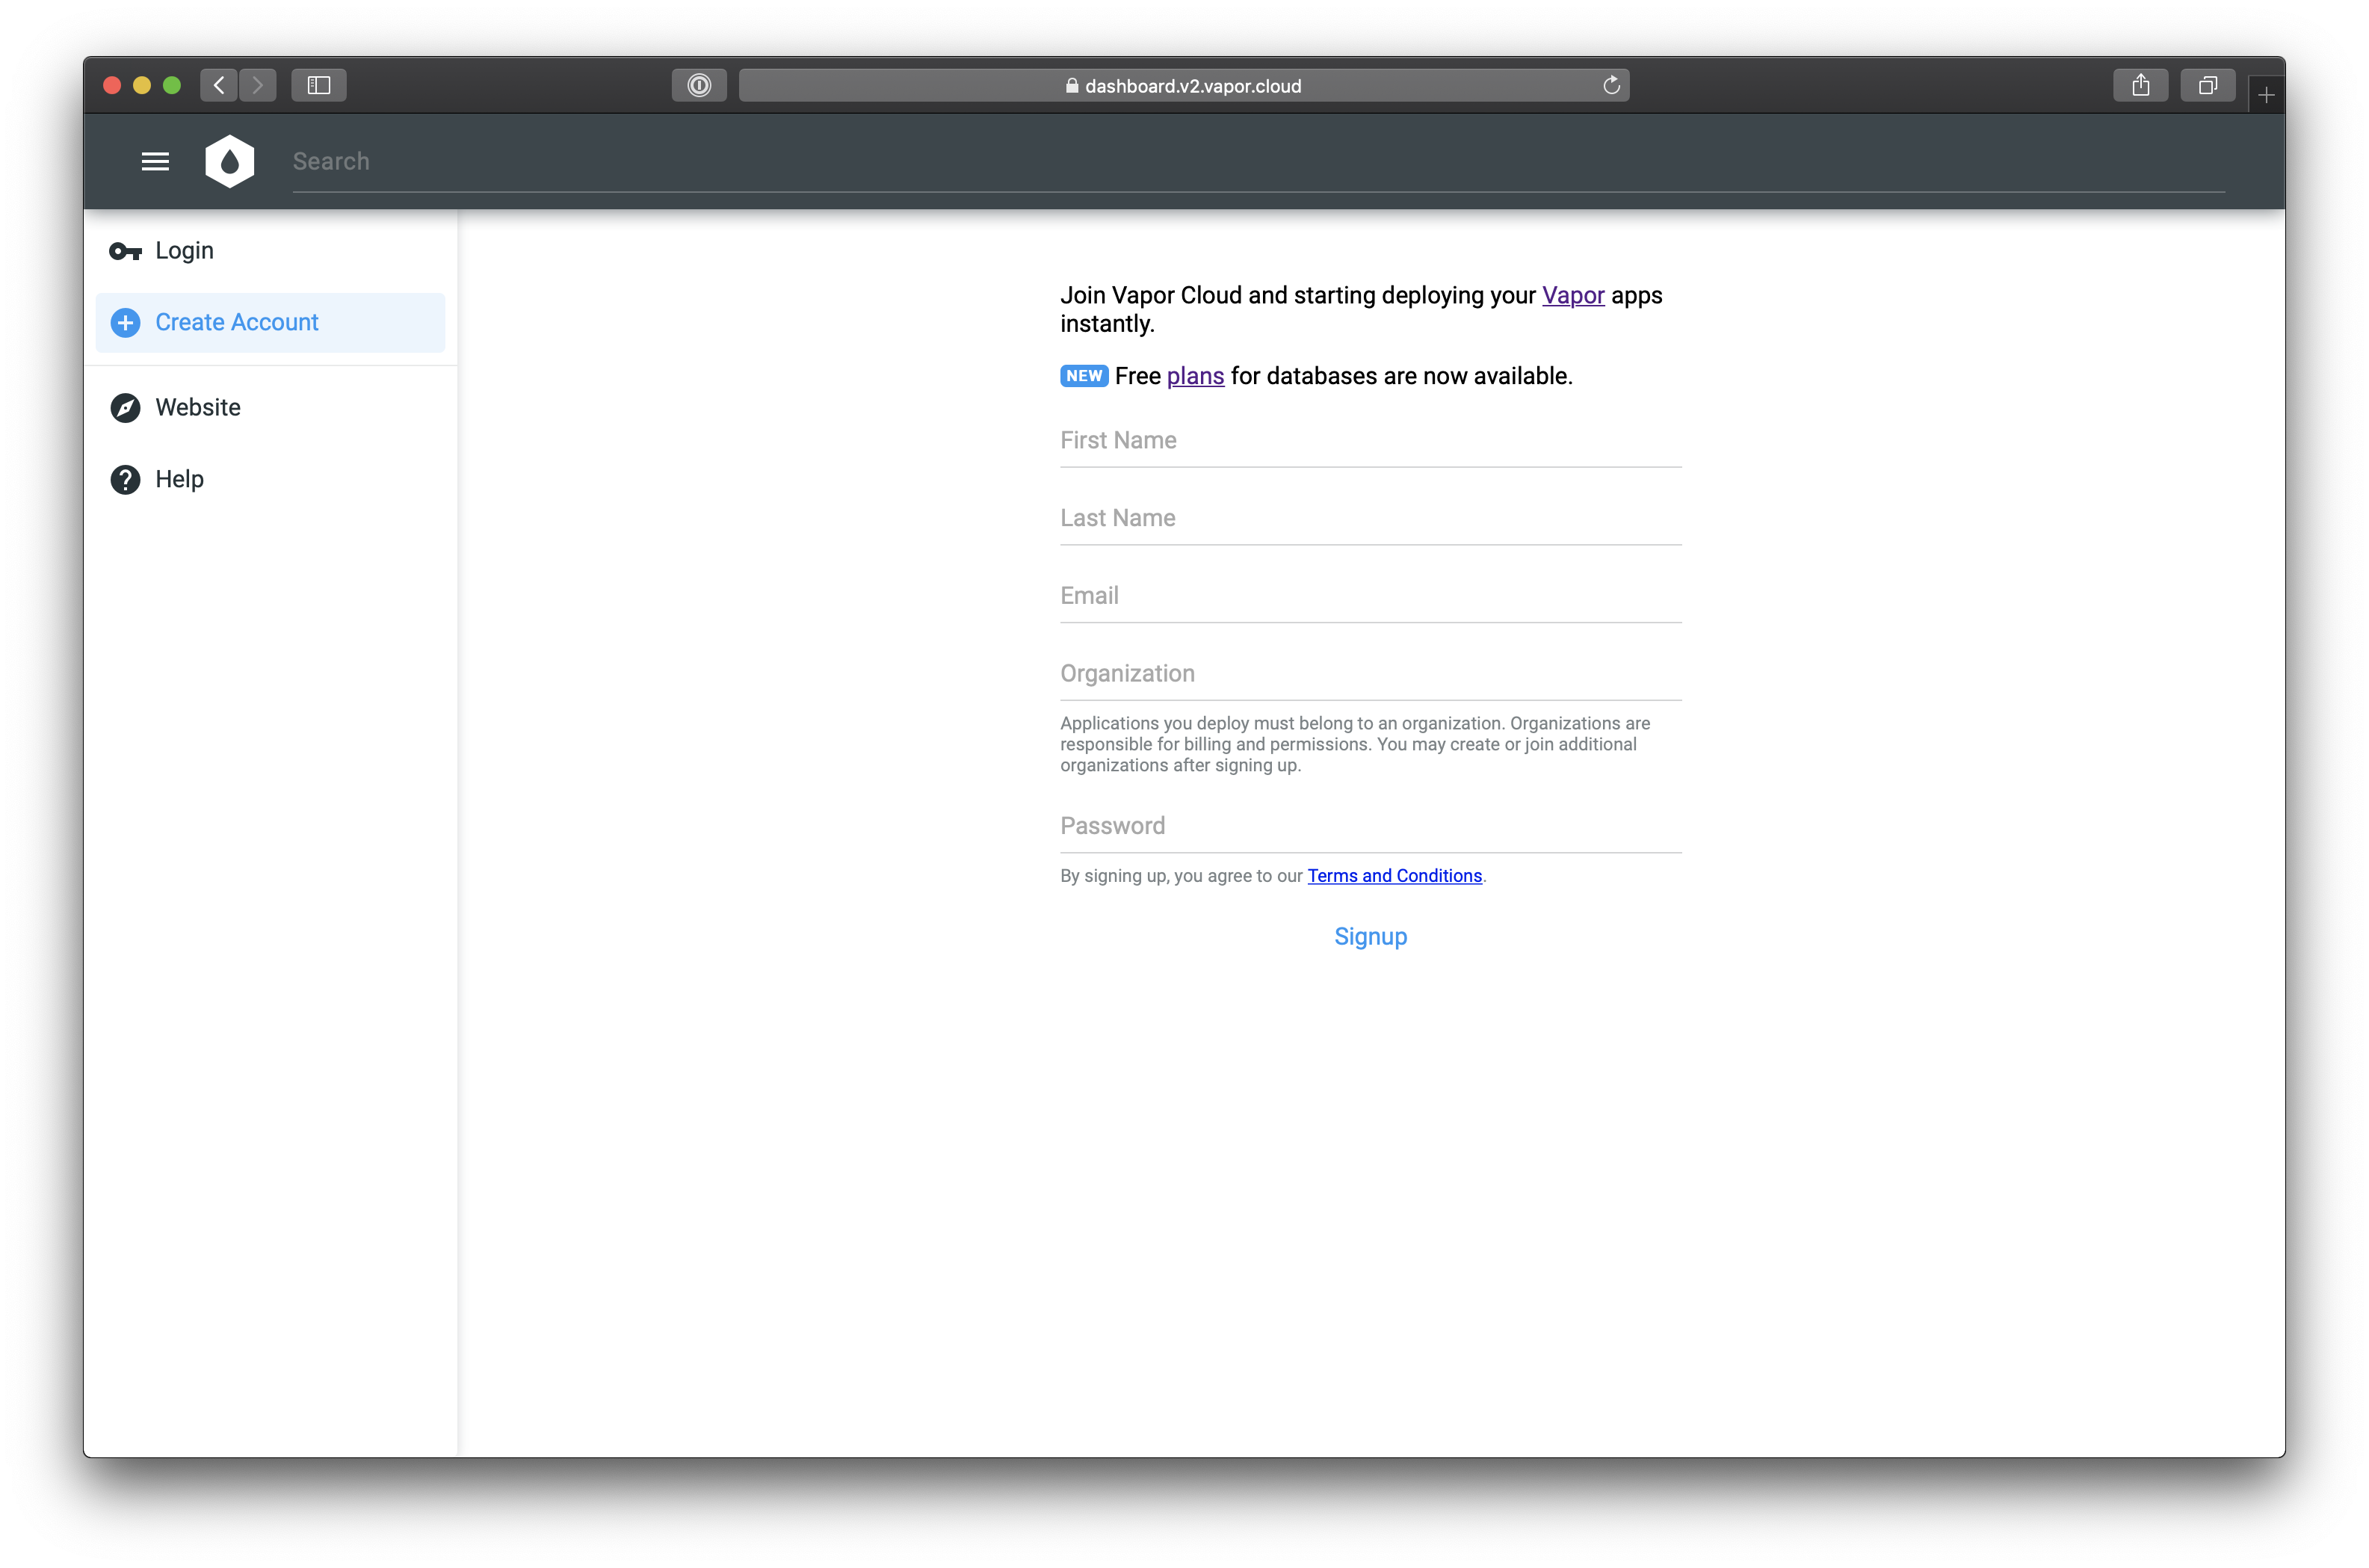 dashboard.v2.vapor.cloud
Search
Login
Create Account
Website
Help
Join Vapor Cloud and starting deploying your Vapor apps
instantly.
NEW Free plans for databases are now available.
First Name
Last Name
Email
Organization
Applications you deploy must belong to an organization. Organizations are
responsible for billing and permissions. You may create or join additional
organizations after signing up.
Password
By signing up, you agree to our Terms and Conditions.
Signup